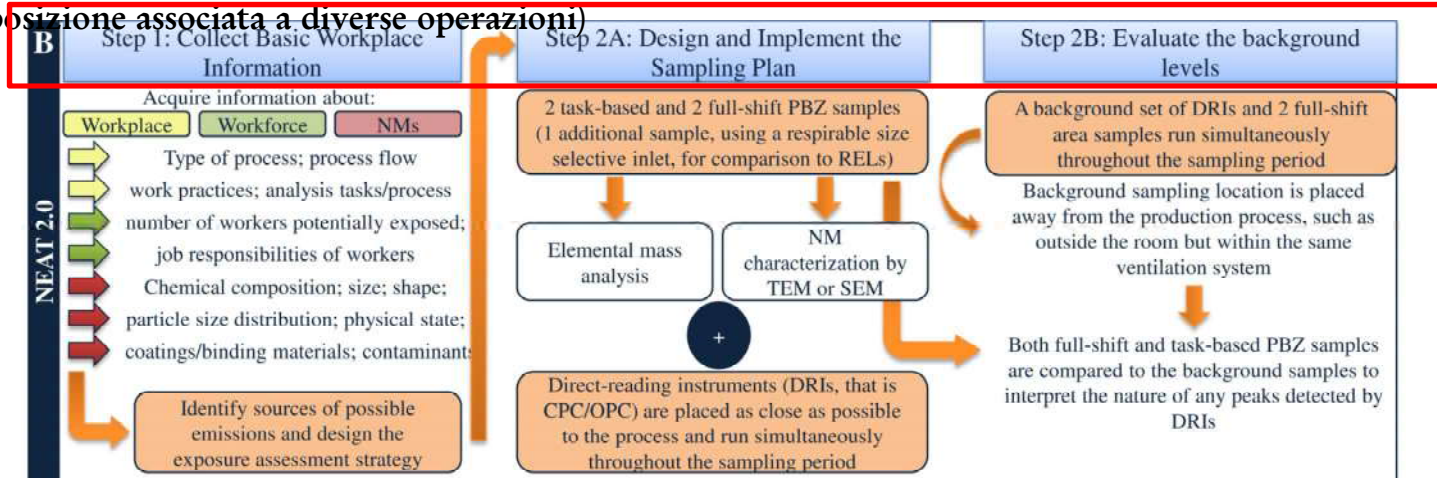 posizione associata a diverse operazioni)
B
NEAT 2.0
Step 1: Collect Basic Workplace
Information
Acquire information about:
Workplace Workforce NMs
Type of process; process flow
work practices; analysis tasks/process
number of workers potentially exposed;
job responsibilities of workers
Chemical composition; size; shape;
particle size distribution; physical state;
coatings/binding materials; contaminants
Identify sources of possible
emissions and design the
exposure assessment strategy
Step 2A: Design and Implement the
Sampling Plan
2 task-based and 2 full-shift PBZ samples
(1 additional sample, using a respirable size
selective inlet, for comparison to RELs)
Elemental mass
analysis
NM
characterization by
TEM or SEM
+
Direct-reading instruments (DRIs, that is
CPC/OPC) are placed as close as possible
to the process and run simultaneously
throughout the sampling period
Step 2B: Evaluate the background
levels
A background set of DRIs and 2 full-shift
area samples run simultaneously
throughout the sampling period
Background sampling location is placed
away from the production process, such as
outside the room but within the same
ventilation system
Both full-shift and task-based PBZ samples
are compared to the background samples to
interpret the nature of any peaks detected by
DRIs